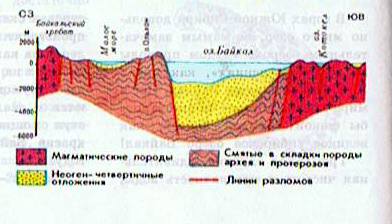 СЗ
ЮВ
Байкальский
хребет
Малое
море
о.Ольхон
оз.Байкал
оз.
Котокел
м
2000
0
2000
4000
6000
Магматические породы
Смятые в складки породы
архея и протерозоя
Неоген-четвертичные
отложения
Линии разломов